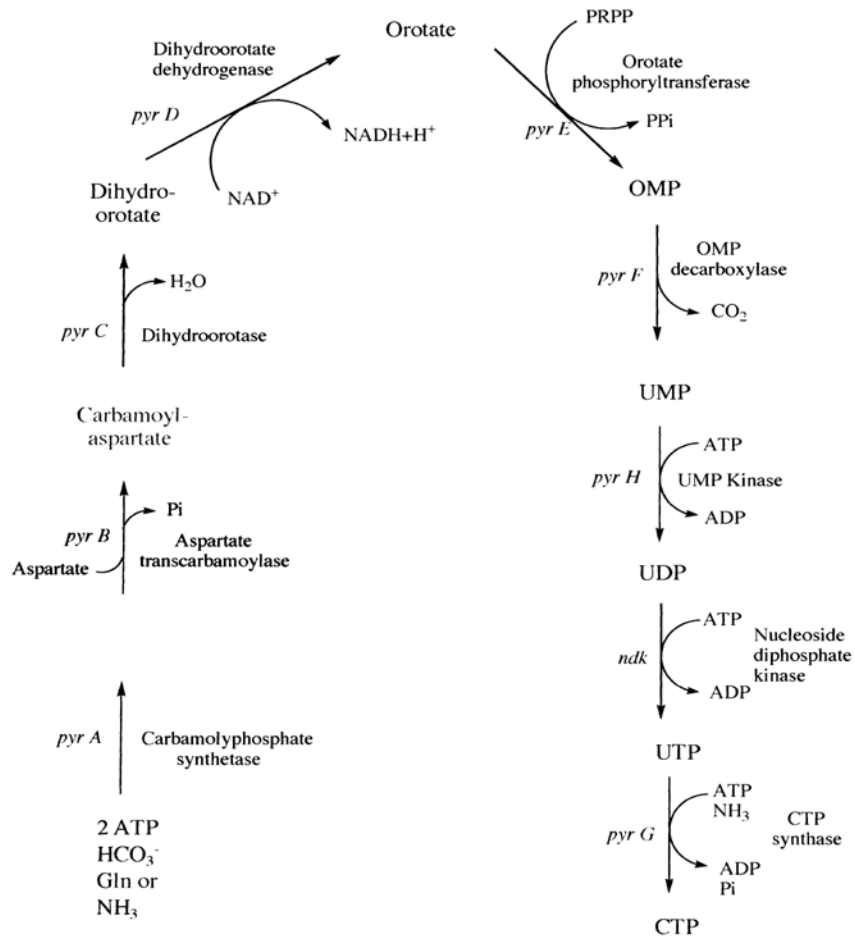 Orotate
PRPP
Dihydroorotate
dehydrogenase
Orotate
phosphoryltransferase
pyr D
pyr E
PPi
NADH+H⁺
NAD⁺
Dihydro-
orotate
OMP
H₂O
pyr C
Dihydroorotase
OMP
decarboxylase
pyr F
CO₂
Carbamoyl-
aspartate
UMP
ATP
pyr H
UMP Kinase
ADP
Pi
pyr B
Aspartate
transcarbamoylase
Aspartate
UDP
ATP
Nucleoside
diphosphate
kinase
ndk
ADP
pyr A
Carbamolyphosphate
synthetase
UTP
ATP
NH₃
CTP
synthase
pyr G
ADP
Pi
2 ATP
HCO₃⁻
Gln or
NH₃
CTP